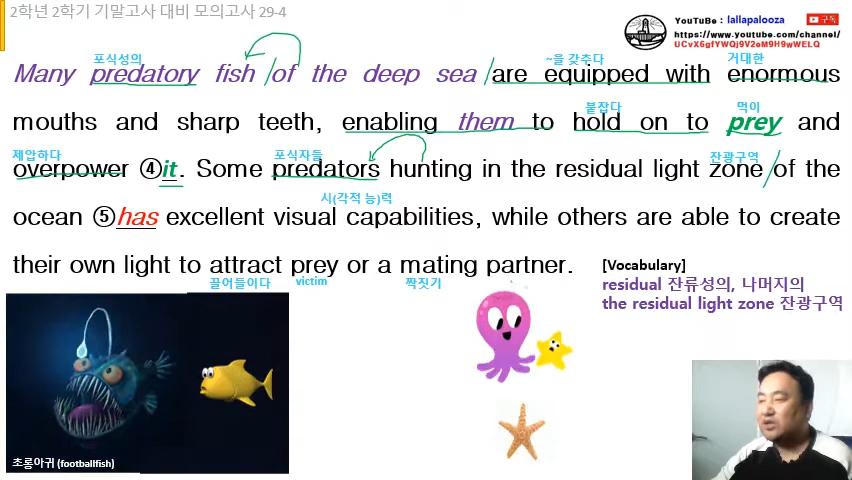 2학년 2학기 기말고사 대비 모의고사 29-4
YouTuBe : lallapalooza
구독
https://www.youtube.com/channel/
UCvX6gfYWQj9V2eM9H9wWELQ
포식성의 ~을 갖추다 거대한
Many predatory fish /of the deep sea /are equipped with enormous
붙잡다 먹이
mouths and sharp teeth, enabling them to hold on to prey and
제압하다 포식자들 잔광구역
overpower ④it. Some predators hunting in the residual light zone /of the
시(각적 능)력
ocean ⑤has excellent visual capabilities, while others are able to create
their own light to attract prey or a mating partner.
끌어들이다 victim 짝짓기
[Vocabulary]
residual 잔류성의, 나머지의
the residual light zone 잔광구역
초롱아귀 (footballfish)